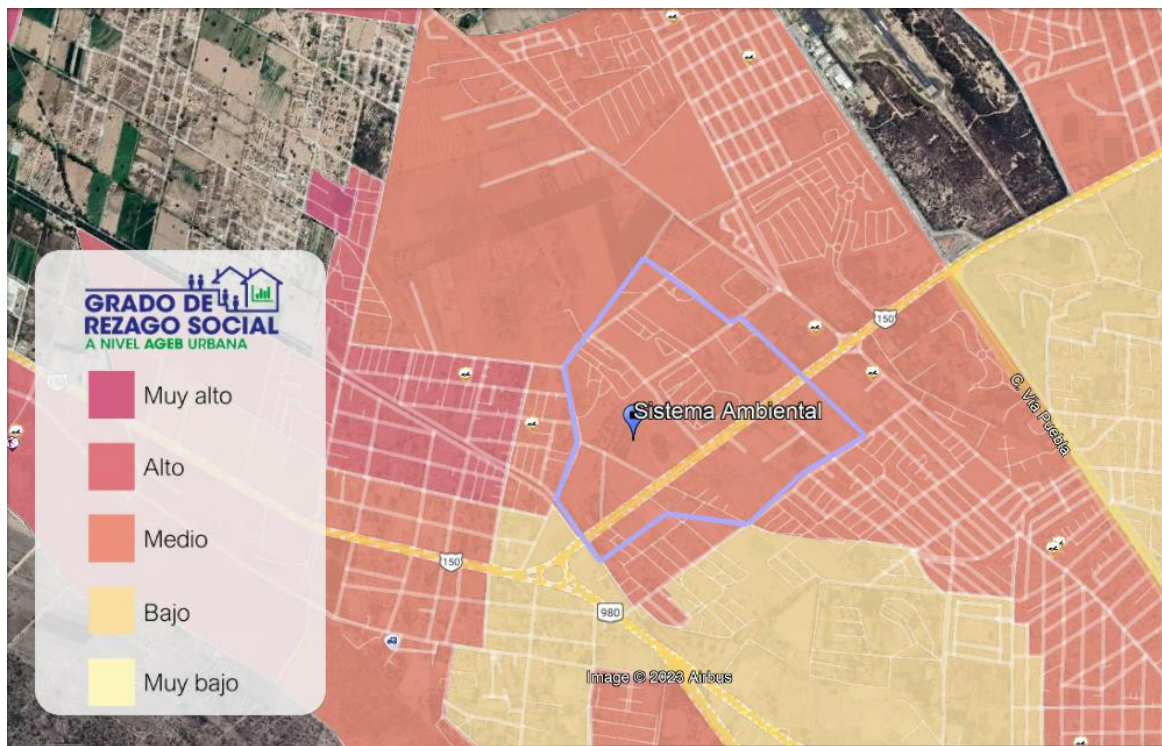 GRADO DE
REZAGO SOCIAL
A NIVEL AGEB URBANA
Muy alto
Alto
Medio
Bajo
Muy bajo
150
150
980
Sistema Ambiental
C. Vía Puebla
Image © 2023 Airbus